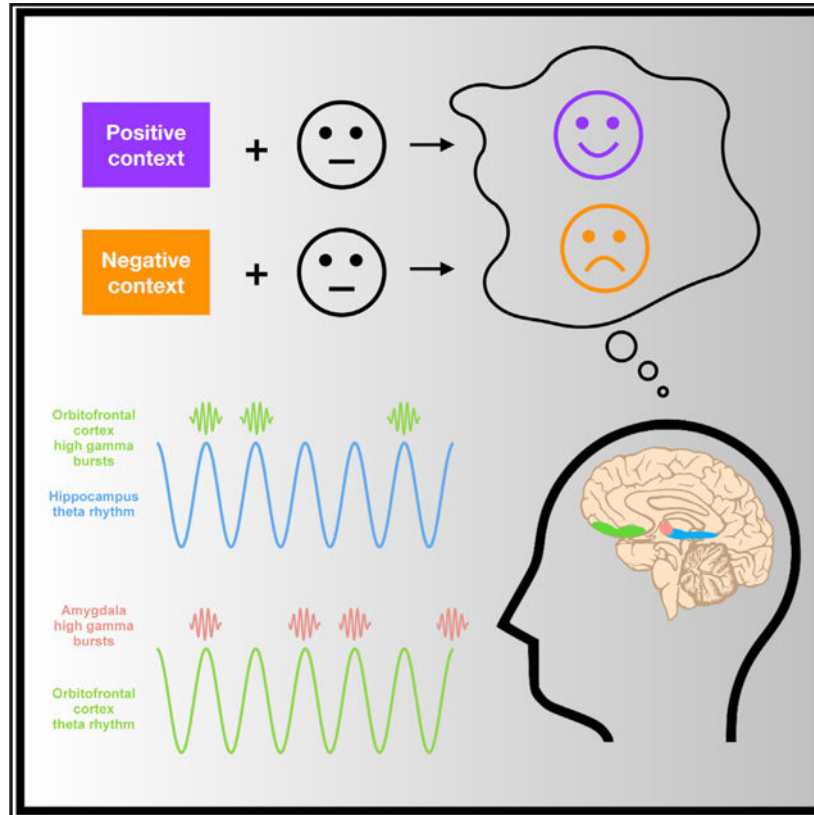 Positive
context
+
Negative
context
+
Orbitofrontal
cortex
high gamma
bursts
Hippocampus
theta rhythm
Amygdala
high gamma
bursts
Orbitofrontal
cortex
theta rhythm